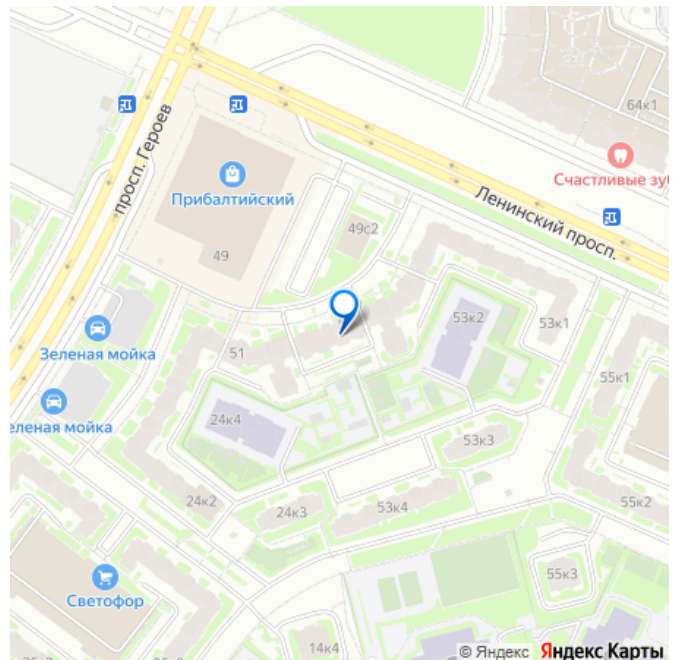 64к1
просп. Героев
Счастливые зу
Прибалтийский
Ленинский просп.
49с2
49
53к2
53к1
Зеленая мойка
51
55к1
еленая мойка
24к4
53к3
24к2
24к3
53к4
55к2
55к3
Светофор
14к4
© Яндекс Яндекс Карты